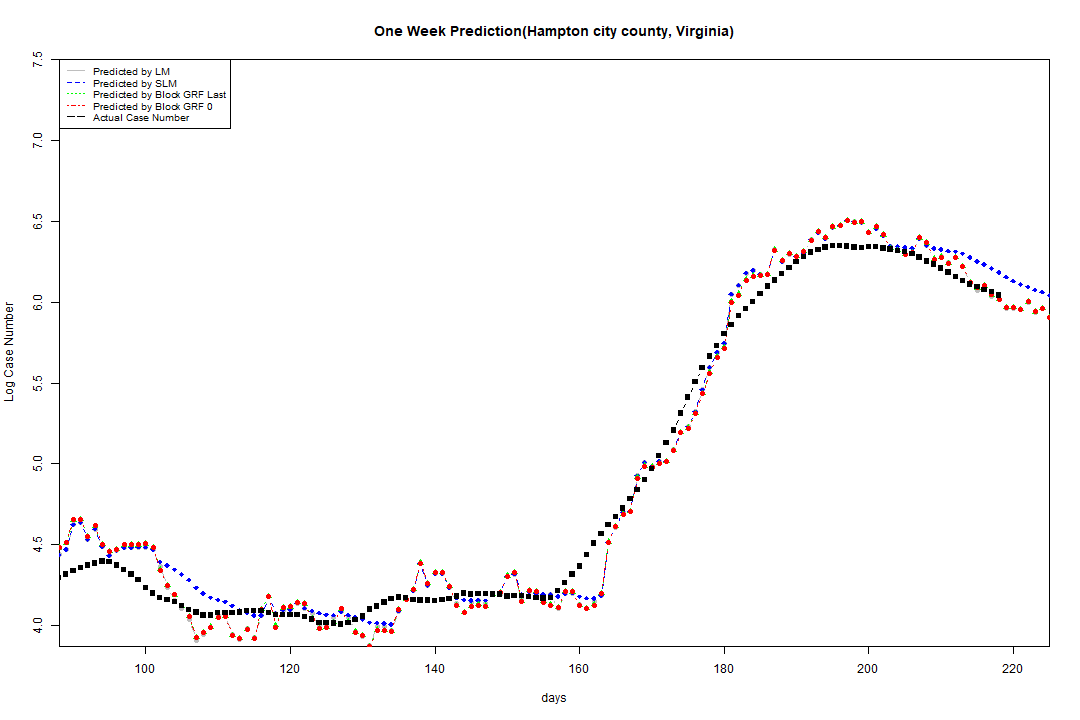 One Week Prediction(Hampton city county, Virginia)
Predicted by LM
Predicted by SLM
Predicted by Block GRF Last
Predicted by Block GRF 0
Actual Case Number
7.5
7.0
6.5
6.0
5.5
5.0
4.5
4.0
Log Case Number
100 120 140 160 180 200 220
days